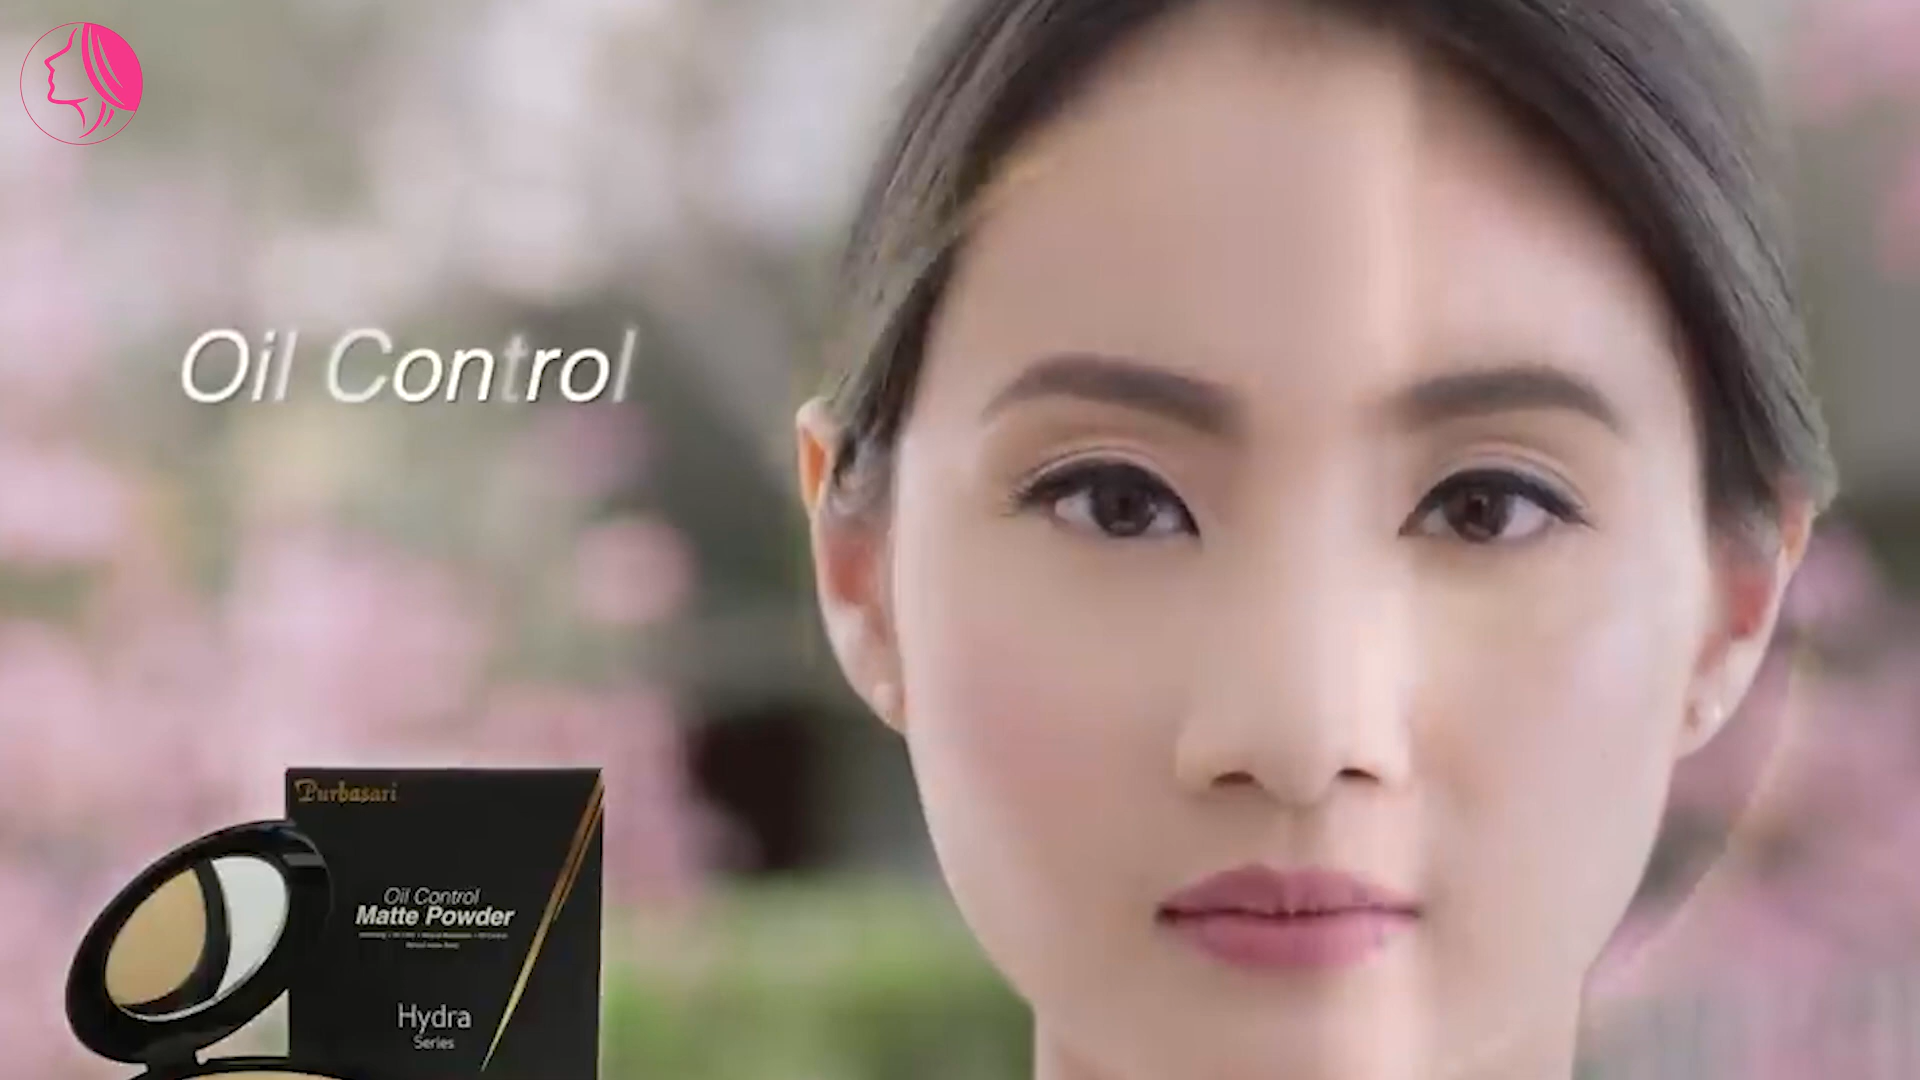 Oil Control
Purbasari
Oil Control
Matte Powder
Hydra
Series